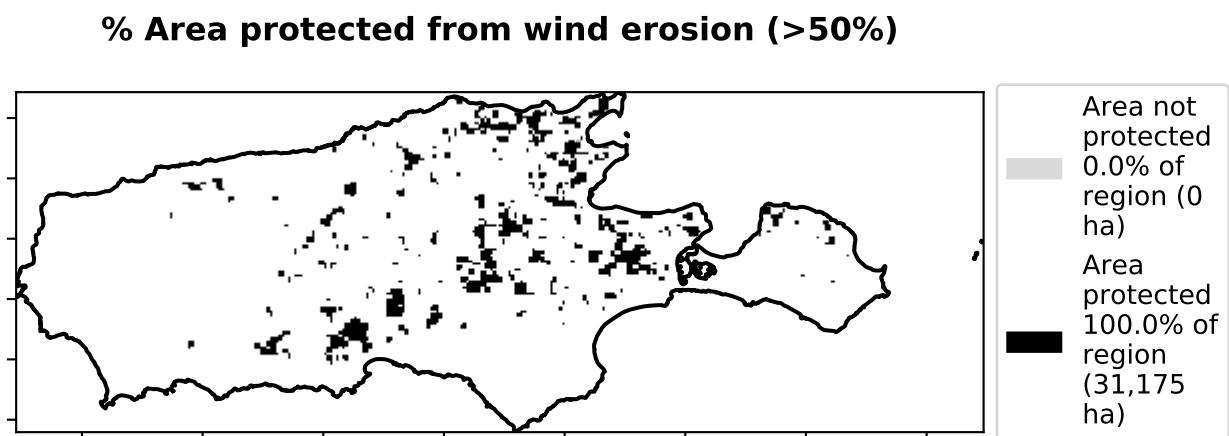 % Area protected from wind erosion (>50%)
Area not
protected
0.0% of
region (0
ha)
Area
protected
100.0% of
region
(31,175
ha)